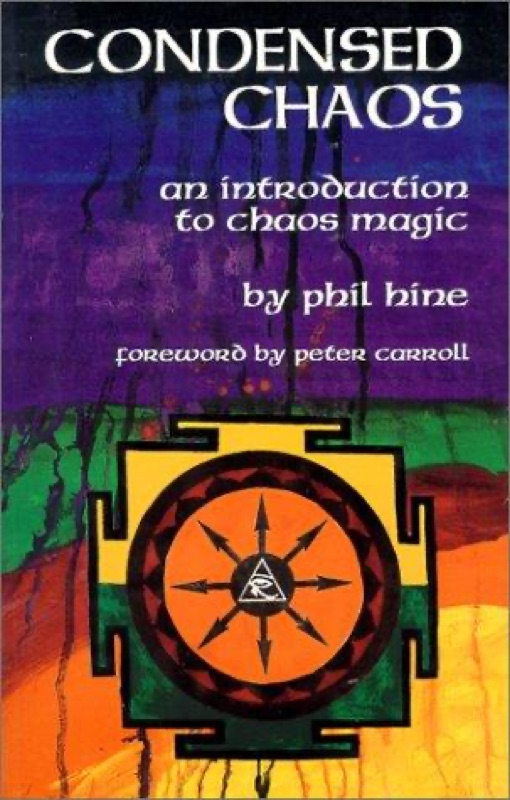 CONDENSED
CHAOS
an introduction
to chaos magic
by phil hine
foreword by peter carroll